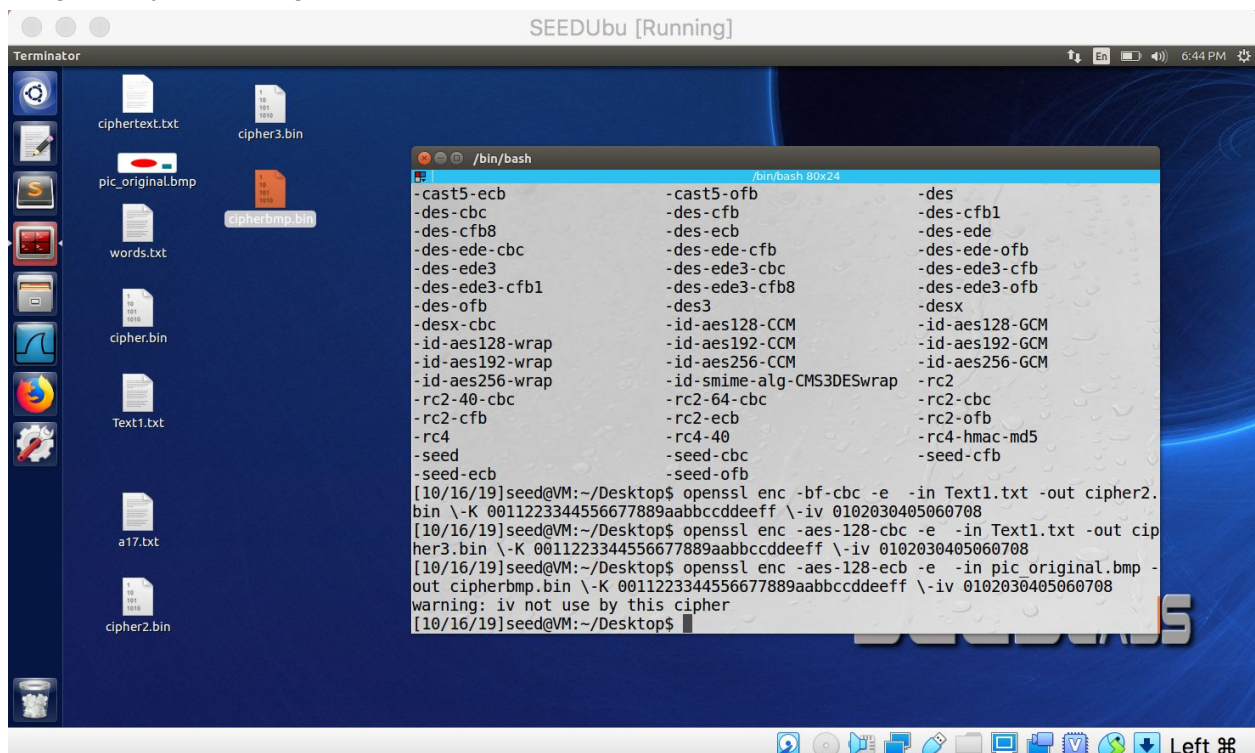 SEEDUbu [Running]
Terminator
En
6:44 PM
ciphertext.txt
cipher3.bin
pic_original.bmp
cipherbmp.bin
words.txt
cipher.bin
Text1.txt
a17.txt
cipher2.bin
/bin/bash
/bin/bash 80x24
-cast5-ecb -cast5-ofb -des
-des-cbc -des-cfb -des-cfb1
-des-cfb8 -des-ecb -des-ede
-des-ede-cbc -des-ede-cfb -des-ede-ofb
-des-ede3 -des-ede3-cbc -des-ede3-cfb
-des-ede3-cfb1 -des-ede3-cfb8 -des-ede3-ofb
-des-ofb -des3 -desx
-desx-cbc -id-aes128-CCM -id-aes128-GCM
-id-aes128-wrap -id-aes192-CCM -id-aes192-GCM
-id-aes192-wrap -id-aes256-CCM -id-aes256-GCM
-id-aes256-wrap -id-smime-alg-CMS3DESwrap -rc2
-rc2-40-cbc -rc2-64-cbc -rc2-cbc
-rc2-cfb -rc2-ecb -rc2-ofb
-rc4 -rc4-40 -rc4-hmac-md5
-seed -seed-cbc -seed-cfb
-seed-ecb -seed-ofb
[10/16/19]seed@VM:~/Desktop$ openssl enc -bf-cbc -e  -in Text1.txt -out cipher2.
bin \-K 00112233445566778889aabbccddeeff \-iv 0102030405060708
[10/16/19]seed@VM:~/Desktop$ openssl enc -aes-128-cbc -e  -in Text1.txt -out cip
her3.bin \-K 00112233445566778889aabbccddeeff \-iv 0102030405060708
[10/16/19]seed@VM:~/Desktop$ openssl enc -aes-128-ecb -e  -in pic_original.bmp -
out cipherbmp.bin \-K 00112233445566778889aabbccddeeff \-iv 0102030405060708
warning: iv not use by this cipher
[10/16/19]seed@VM:~/Desktop$
Left ⌘